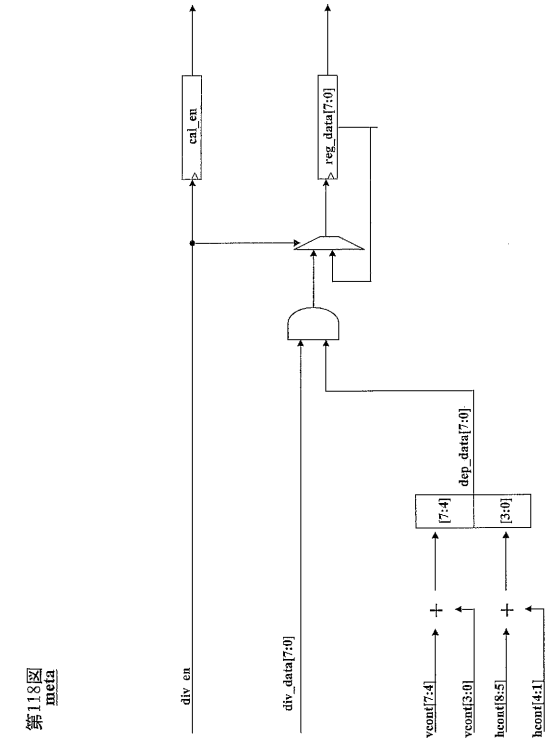 第118図
meta
div_en
cal_en
div_data[7:0]
reg_data[7:0]
dep_data[7:0]
vcont[7:4]
[7:4]
vcont[3:0]
hcont[8:5]
[3:0]
hcont[4:1]